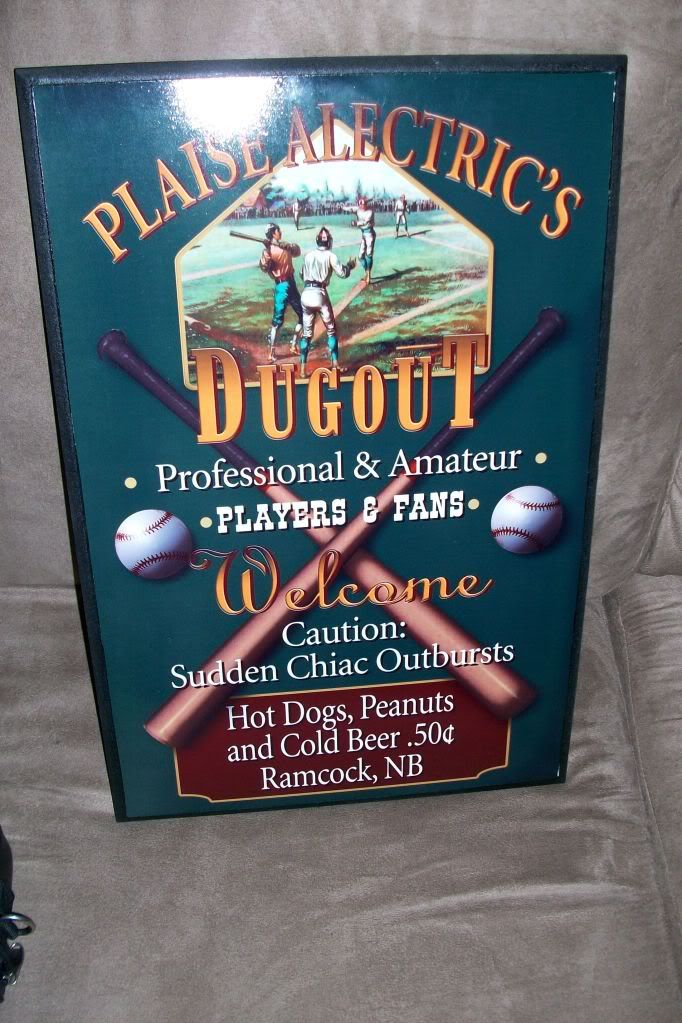 PLAISE ALECTRIC'S
DUGOUT
• Professional & Amateur •
• PLAYERS & FANS •
Welcome
Caution:
Sudden Chiac Outbursts
Hot Dogs, Peanuts
and Cold Beer .50¢
Ramcock, NB